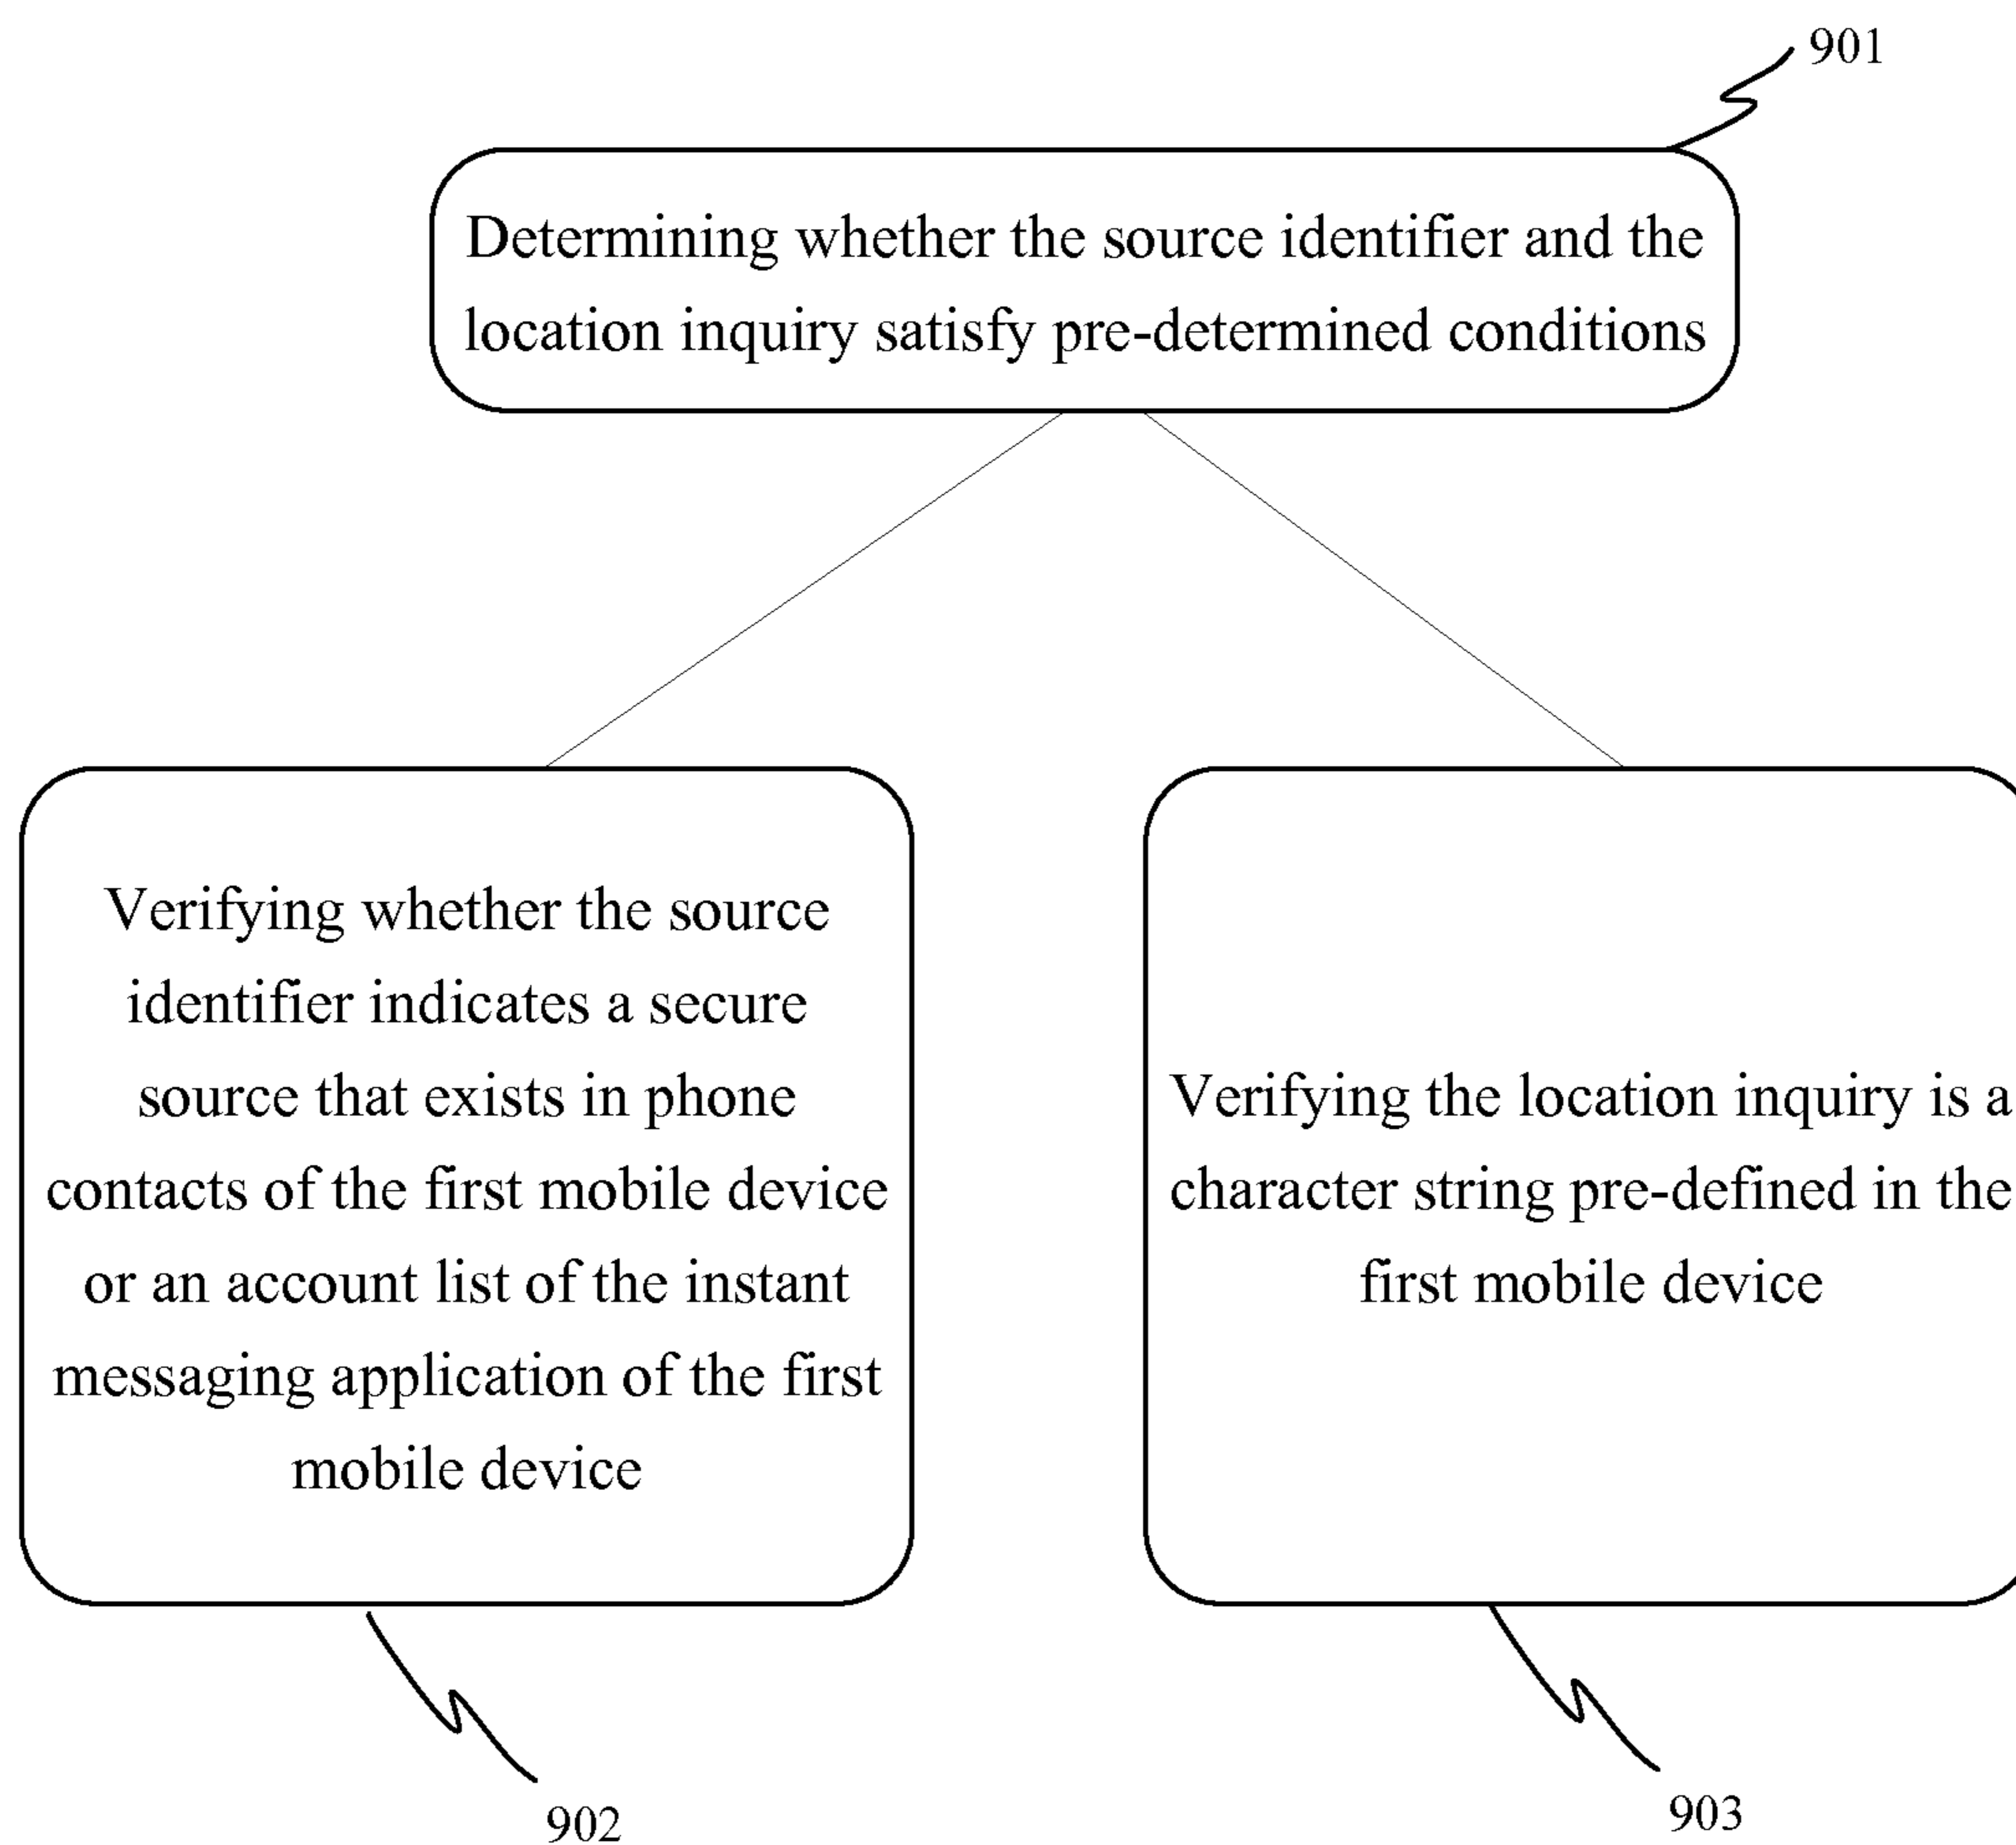 901
Determining whether the source identifier and the
location inquiry satisfy pre-determined conditions
Verifying whether the source
identifier indicates a secure
source that exists in phone
contacts of the first mobile device
or an account list of the instant
messaging application of the first
mobile device
Verifying the location inquiry is a
character string pre-defined in the
first mobile device
902
903